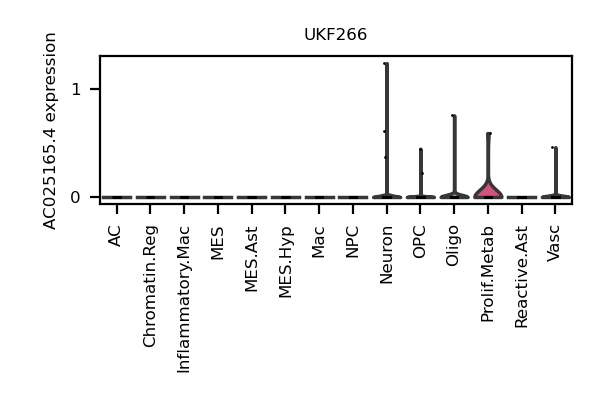 UKF266
AC025165.4 expression
1
0
AC
Chromatin.Reg
Inflammatory.Mac
MES
MES.Ast
MES.Hyp
Mac
NPC
Neuron
OPC
Oligo
Prolif.Metab
Reactive.Ast
Vasc